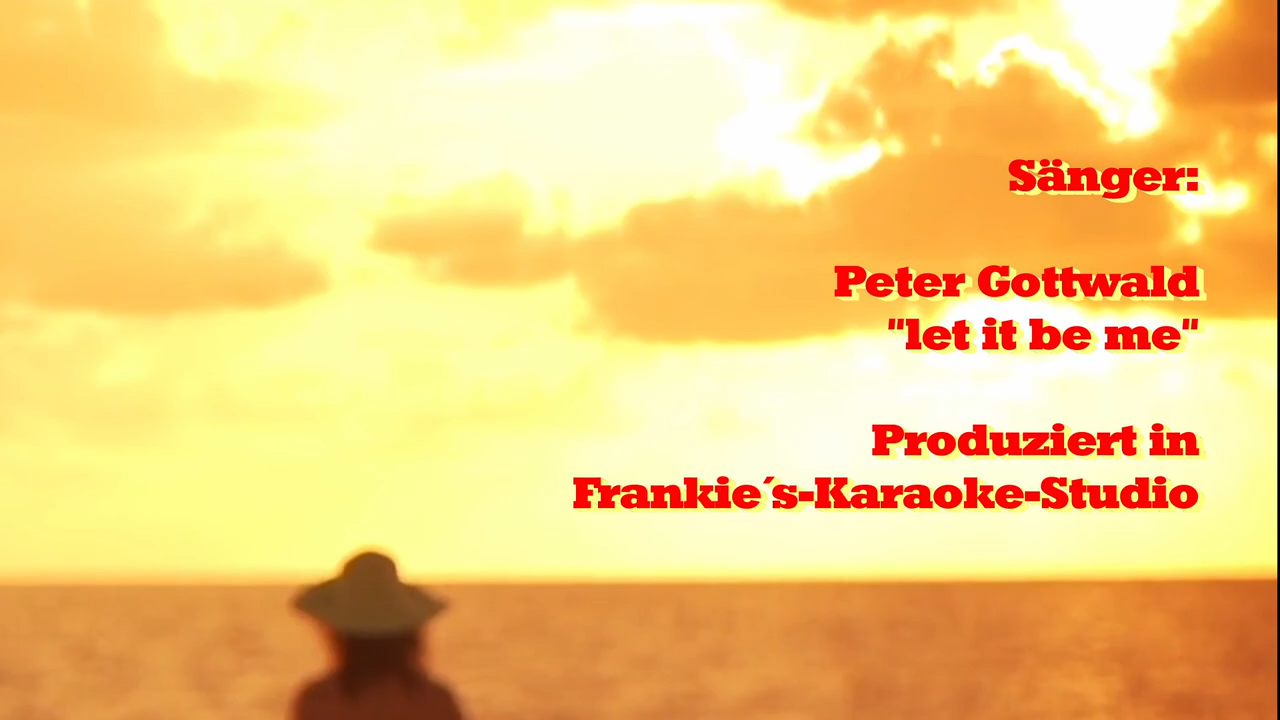 Sänger:
Peter Gottwald
"let it be me"
Produziert in
Frankie´s-Karaoke-Studio